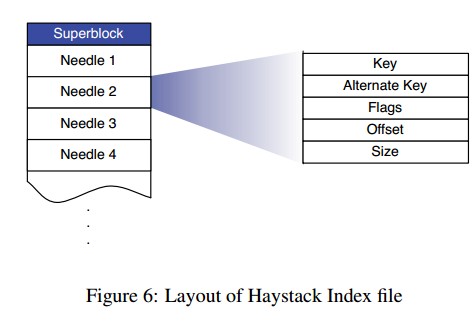 Superblock
Needle 1
Needle 2
Needle 3
Needle 4
Key
Alternate Key
Flags
Offset
Size
Figure 6: Layout of Haystack Index file